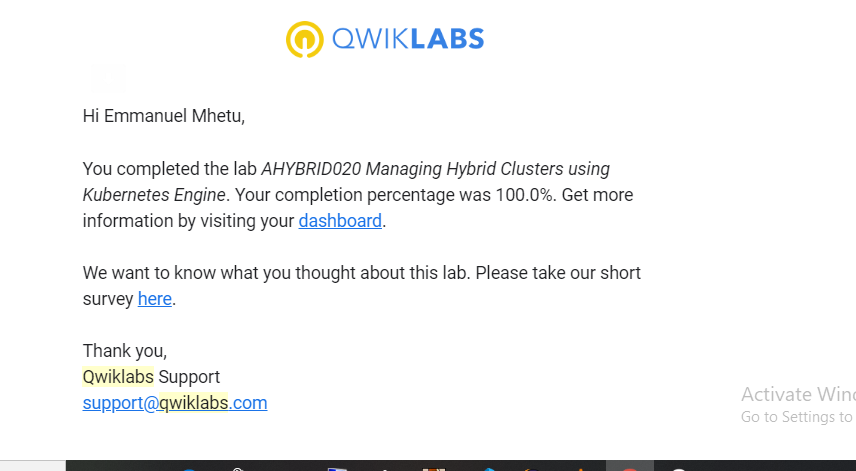 QWIKLABS
Hi Emmanuel Mhetu,
You completed the lab AHYBRID020 Managing Hybrid Clusters using
Kubernetes Engine. Your completion percentage was 100.0%. Get more
information by visiting your dashboard.
We want to know what you thought about this lab. Please take our short
survey here.
Thank you,
Qwiklabs Support
support@qwiklabs.com
Activate Win
Go to Settings to